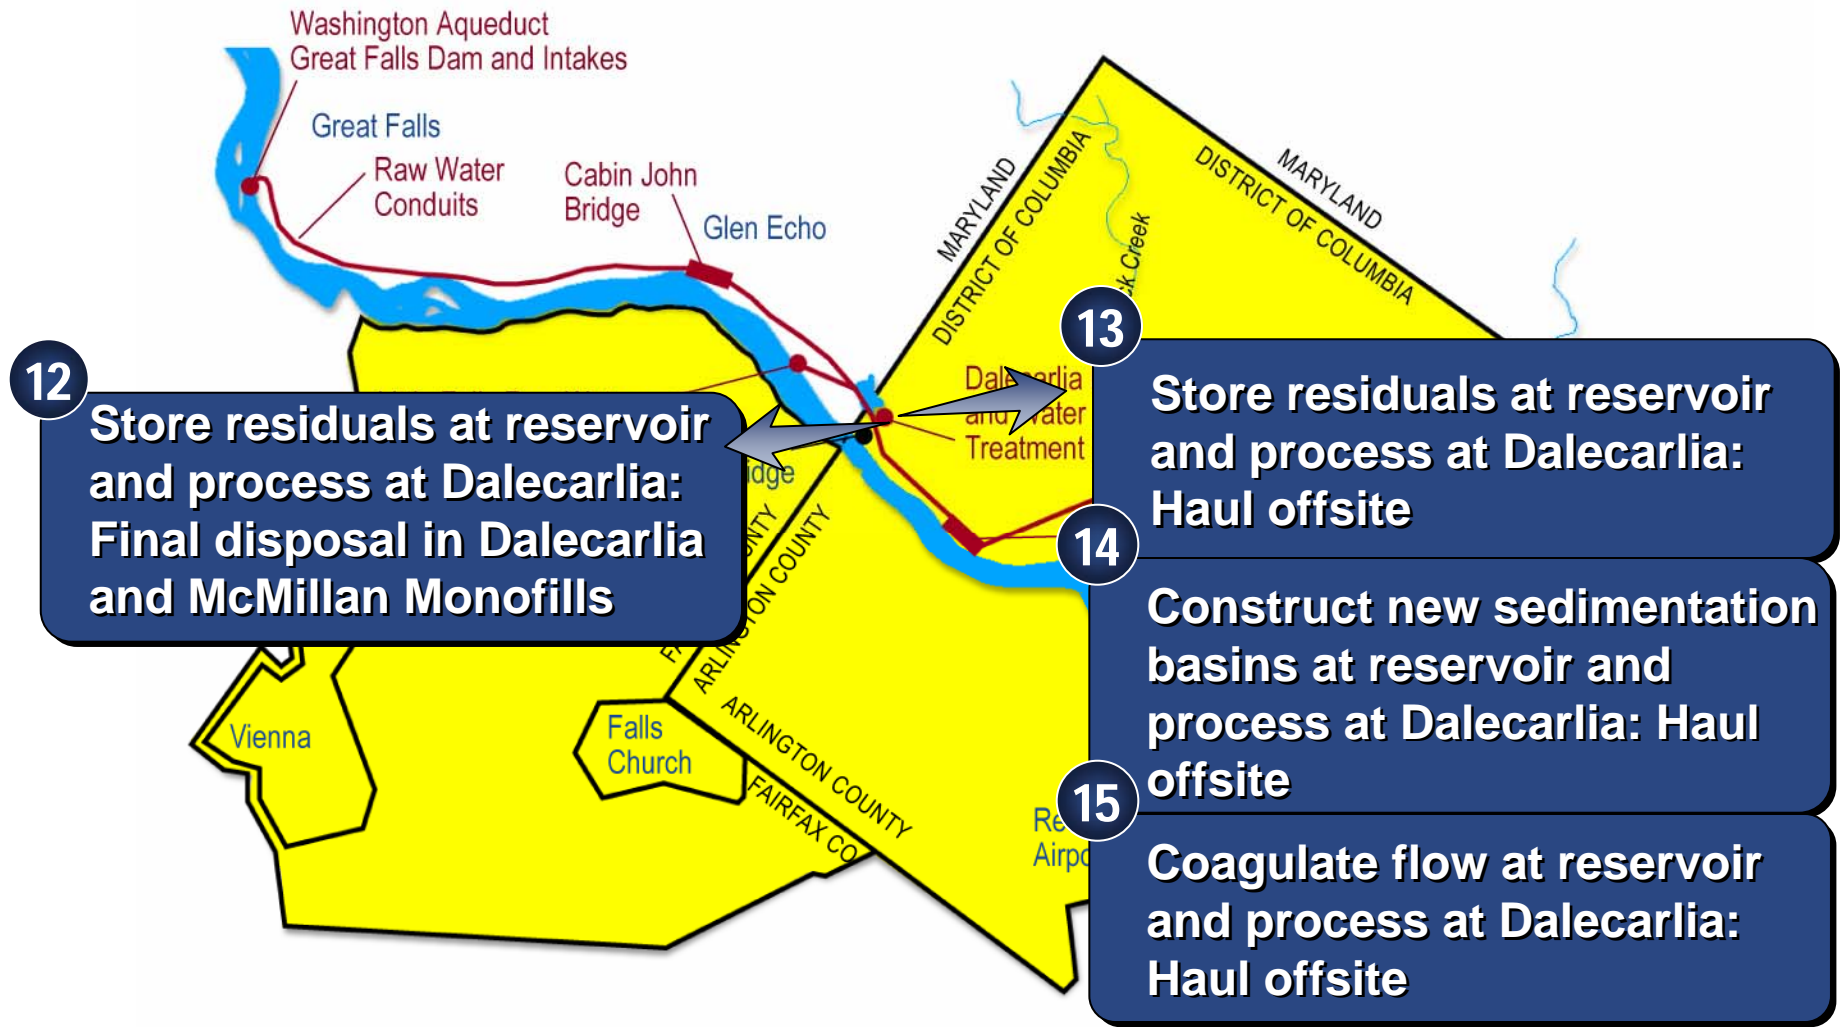 Washington Aqueduct
Great Falls Dam and Intakes
Great Falls
Raw Water
Conduits
Cabin John
Bridge
Glen Echo
MARYLAND
DISTRICT OF COLUMBIA
MARYLAND
DISTRICT OF COLUMBIA
Creek
12
Store residuals at reservoir
and process at Dalecarlia:
Final disposal in Dalecarlia
and McMillan Monofills
Dalecarlia
and Water
Treatment
13
Store residuals at reservoir
and process at Dalecarlia:
Haul offsite
14
Construct new sedimentation
basins at reservoir and
process at Dalecarlia: Haul
offsite
15
Coagulate flow at reservoir
and process at Dalecarlia:
Haul offsite
ARLINGTON COUNTY
Vienna
Falls
Church
ARLINGTON COUNTY
FAIRFAX CO